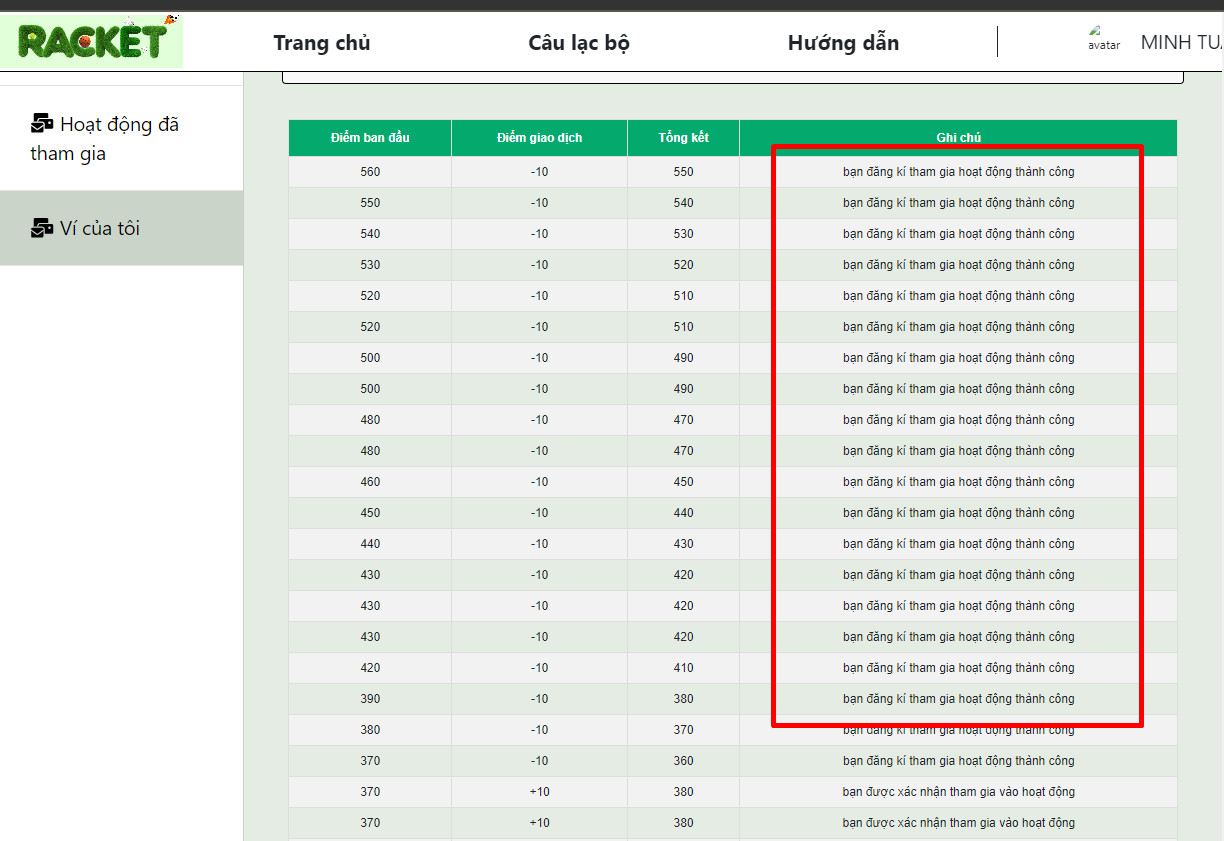 RACKET
Trang chủ
Câu lạc bộ
Hướng dẫn
avatar
MINH TU
Hoạt động đã
tham gia
Ví của tôi
Điểm ban đầu Điểm giao dịch Tổng kết Ghi chú
560 -10 550 bạn đăng kí tham gia hoạt động thành công
550 -10 540 bạn đăng kí tham gia hoạt động thành công
540 -10 530 bạn đăng kí tham gia hoạt động thành công
530 -10 520 bạn đăng kí tham gia hoạt động thành công
520 -10 510 bạn đăng kí tham gia hoạt động thành công
520 -10 510 bạn đăng kí tham gia hoạt động thành công
500 -10 490 bạn đăng kí tham gia hoạt động thành công
500 -10 490 bạn đăng kí tham gia hoạt động thành công
480 -10 470 bạn đăng kí tham gia hoạt động thành công
480 -10 470 bạn đăng kí tham gia hoạt động thành công
460 -10 450 bạn đăng kí tham gia hoạt động thành công
450 -10 440 bạn đăng kí tham gia hoạt động thành công
440 -10 430 bạn đăng kí tham gia hoạt động thành công
430 -10 420 bạn đăng kí tham gia hoạt động thành công
430 -10 420 bạn đăng kí tham gia hoạt động thành công
430 -10 420 bạn đăng kí tham gia hoạt động thành công
420 -10 410 bạn đăng kí tham gia hoạt động thành công
390 -10 380 bạn đăng kí tham gia hoạt động thành công
380 -10 370 bạn đăng kí tham gia hoạt động thành công
370 -10 360 bạn đăng kí tham gia hoạt động thành công
370 +10 380 bạn được xác nhận tham gia vào hoạt động
370 +10 380 bạn được xác nhận tham gia vào hoạt động